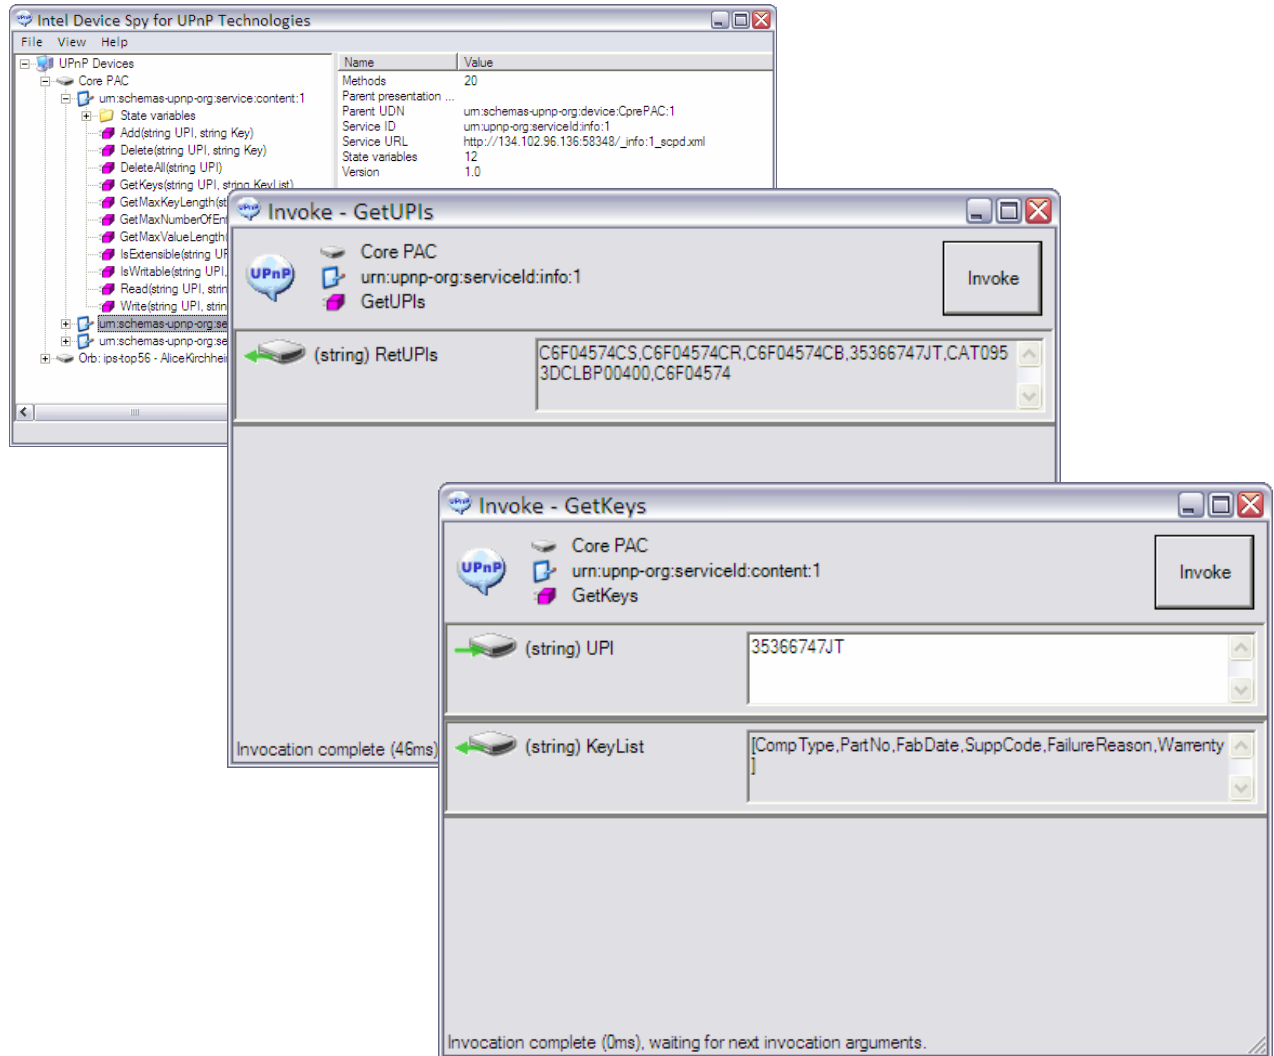 Intel Device Spy for UPnP Technologies
File View Help
UPnP Devices
Core PAC
urn:schemas-upnp-org:service:content:1
State variables
Add(string UPI, string Key)
Delete(string UPI, string Key)
DeleteAll(string UPI)
GetKeys(string UPI, string KeyList)
GetMaxKeyLength(st
GetMaxNumberOfEnt
GetMaxValueLength(
IsExtensible(string UP
IsWritable(string UPI,
Read(string UPI, strin
Write(string UPI, strin
urn:schemas-upnp-org:se
urn:schemas-upnp-org:se
Orb: ips-top56 - AliceKirchhei
Name Value
Methods 20
Parent presentation ...
Parent UDN urn:schemas-upnp-org:device:CorePAC:1
Service ID urn:upnp-org:serviceId:info:1
Service URL http://134.102.96.136:58348/_info:1_scpd.xml
State variables 12
Version 1.0
Invoke - GetUPIs
UPnP
Core PAC
urn:upnp-org:serviceId:info:1
GetUPIs
Invoke
(string) RetUPIs
C6F04574CS,C6F04574CR,C6F04574CB,35366747JT,CAT095
3DCLBP00400,C6F04574
Invocation complete (46ms)
Invoke - GetKeys
UPnP
Core PAC
urn:upnp-org:serviceId:content:1
GetKeys
Invoke
(string) UPI
35366747JT
(string) KeyList
[CompType,PartNo,FabDate,SuppCode,FailureReason,Warrenty
]
Invocation complete (0ms), waiting for next invocation arguments.